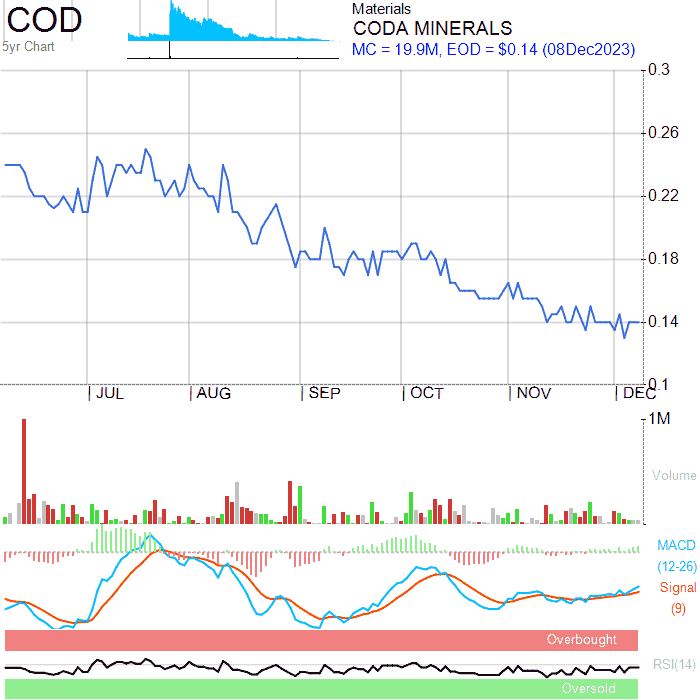 COD
5yr Chart
Materials
CODA MINERALS
MC = 19.9M, EOD = $0.14 (08Dec2023)
0.3
0.26
0.22
0.18
0.14
0.1
JUL AUG SEP OCT NOV DEC
1M
Volume
MACD
(12-26)
Signal
(9)
Overbought
RSI(14)
Oversold